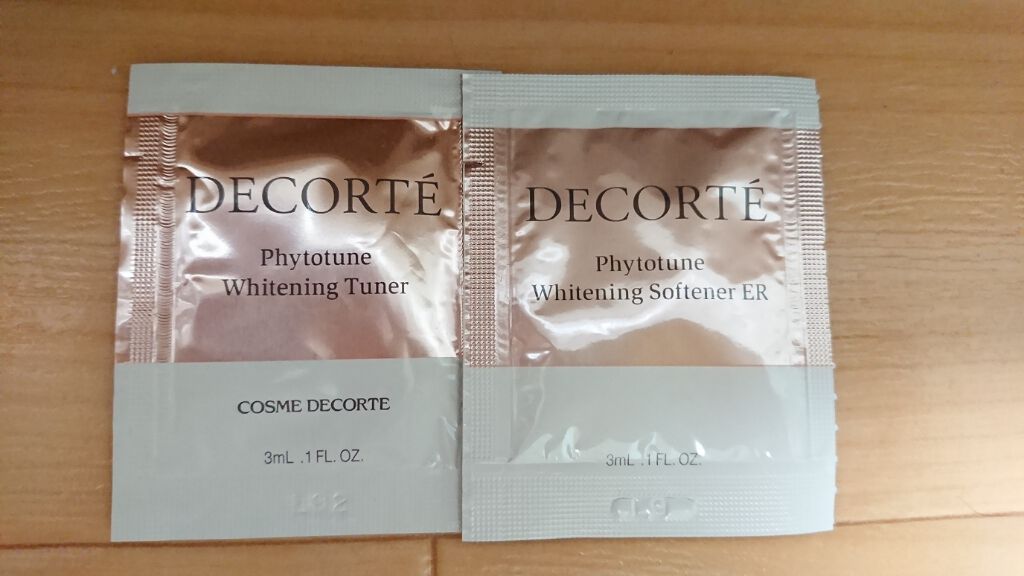 DECORTÉ
Phytotune
Whitening Tuner
COSME DECORTE
3mL .1 FL. OZ.
L92
DECORTÉ
Phytotune
Whitening Softener ER
3mL .1 FL. OZ.